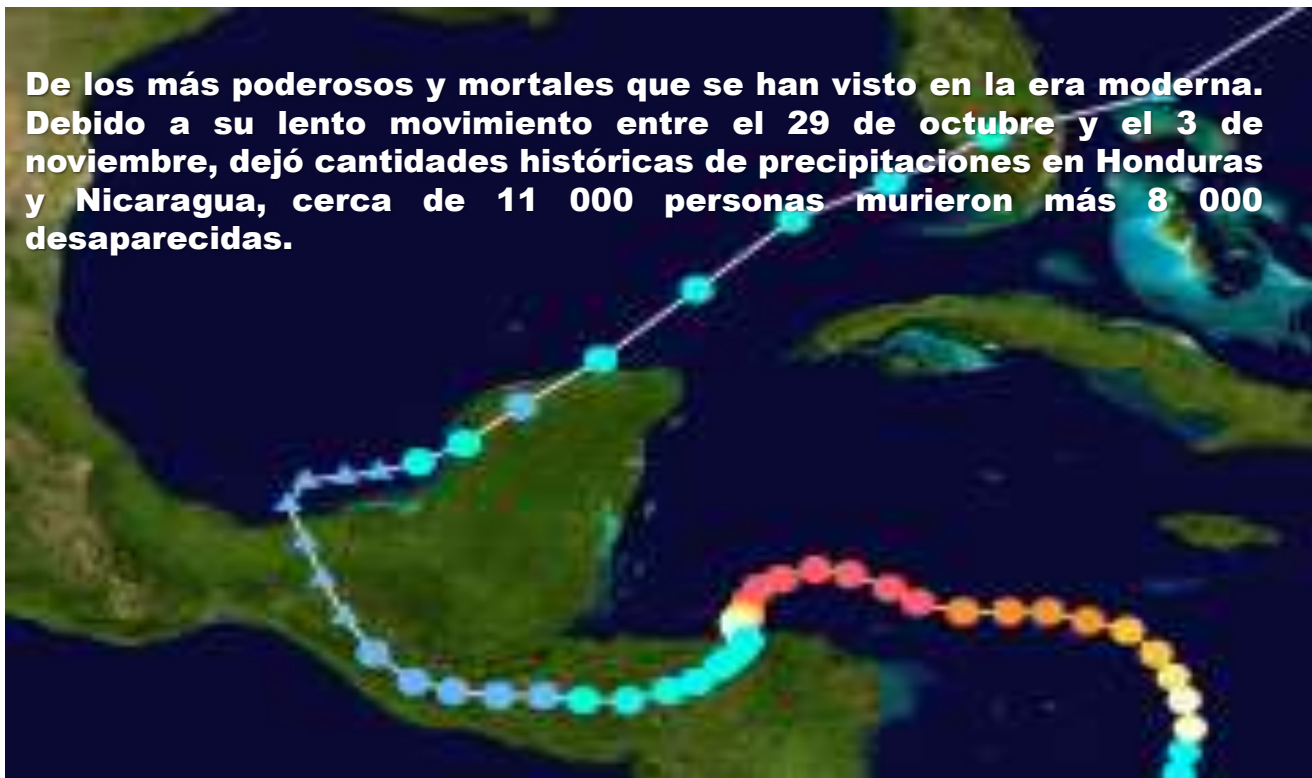 De los más poderosos y mortales que se han visto en la era moderna.
Debido a su lento movimiento entre el 29 de octubre y el 3 de
noviembre, dejó cantidades históricas de precipitaciones en Honduras
y Nicaragua, cerca de 11 000 personas murieron más 8 000
desaparecidas.